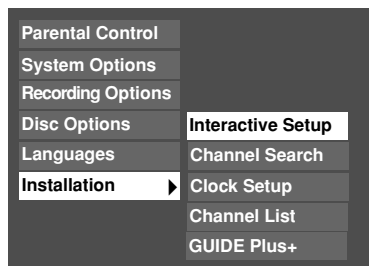 Parental Control
System Options
Recording Options
Disc Options
Languages
Installation
Interactive Setup
Channel Search
Clock Setup
Channel List
GUIDE Plus+